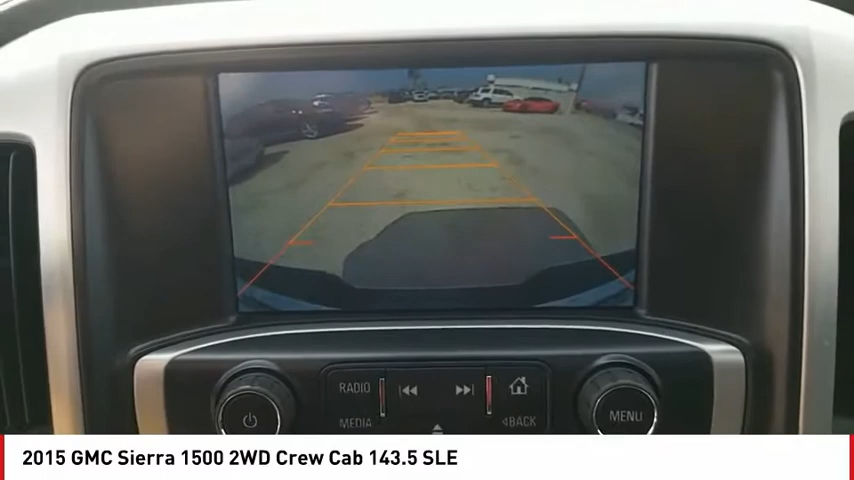 RADIO
MEDIA
BACK
MENU
2015 GMC Sierra 1500 2WD Crew Cab 143.5 SLE